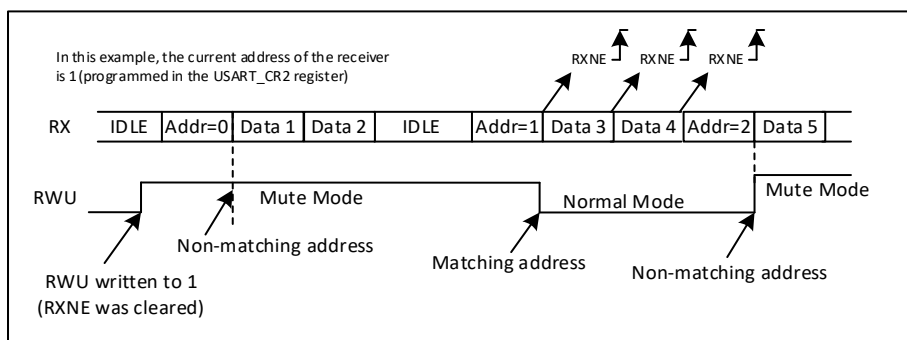 In this example, the current address of the receiver
is 1(programmed in the USART_CR2 register)
RXNE RXNE RXNE
RX IDLE Addr=0 Data 1 Data 2 IDLE Addr=1 Data 3 Data 4 Addr=2 Data 5
RWU Mute Mode Normal Mode Mute Mode
Non-matching address Matching address Non-matching address
RWU written to 1
(RXNE was cleared)